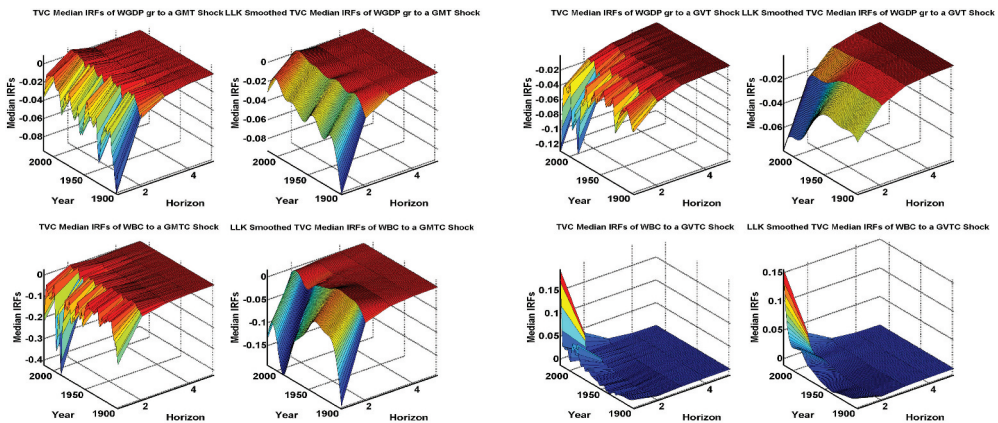 TVC Median IRFs of WGDP gr to a GMT Shock
LLK Smoothed TVC Median IRFs of WGDP gr to a GMT Shock
TVC Median IRFs of WGDP gr to a GVT Shock
LLK Smoothed TVC Median IRFs of WGDP gr to a GVT Shock
Median IRFs
0
-0.02
-0.04
-0.06
-0.08
2000
1950
1900
Year
2
4
Horizon
Median IRFs
0
-0.02
-0.04
-0.06
-0.08
2000
1950
1900
Year
2
4
Horizon
Median IRFs
-0.02
-0.04
-0.06
-0.08
-0.1
-0.12
2000
1950
1900
Year
2
4
Horizon
Median IRFs
-0.02
-0.04
-0.06
2000
1950
1900
Year
2
4
Horizon
TVC Median IRFs of WBC to a GMTC Shock
LLK Smoothed TVC Median IRFs of WBC to a GMTC Shock
TVC Median IRFs of WBC to a GVTC Shock
LLK Smoothed TVC Median IRFs of WBC to a GVTC Shock
Median IRFs
0
-0.1
-0.2
-0.3
-0.4
2000
1950
1900
Year
2
4
Horizon
Median IRFs
0
-0.05
-0.1
-0.15
2000
1950
1900
Year
2
4
Horizon
Median IRFs
0.15
0.1
0.05
0
2000
1950
1900
Year
2
4
Horizon
Median IRFs
0.15
0.1
0.05
0
2000
1950
1900
Year
2
4
Horizon